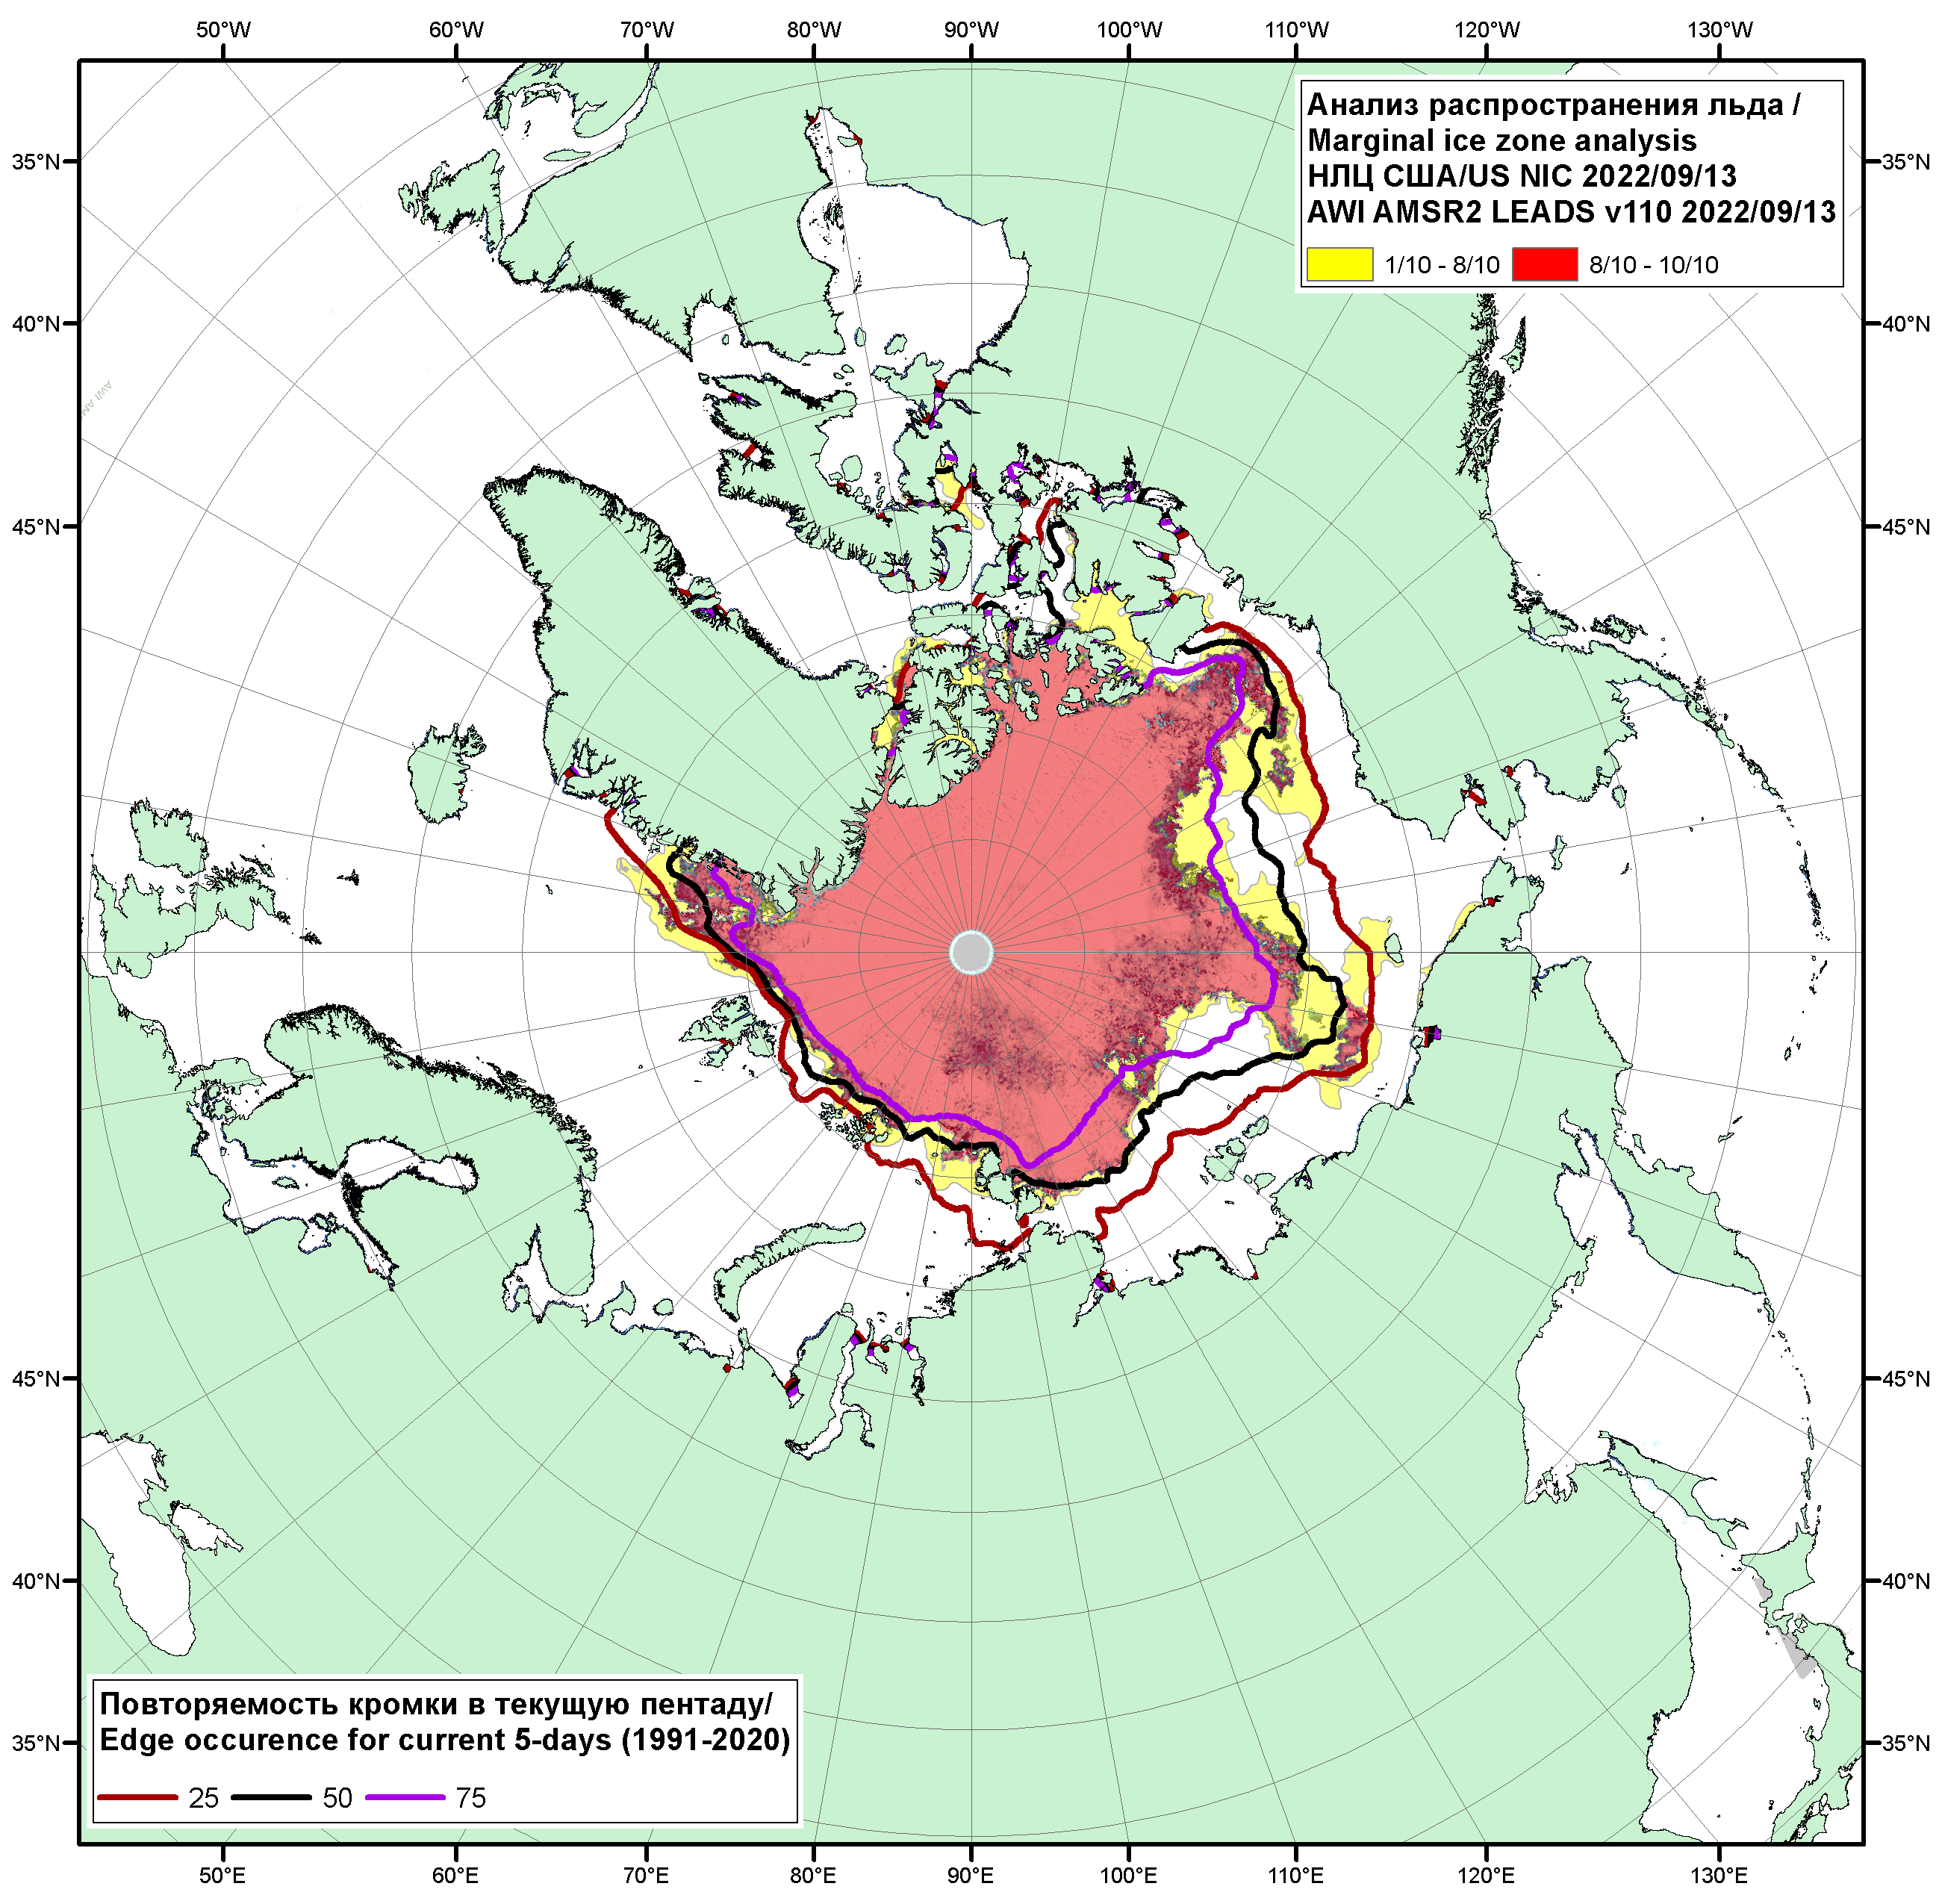 50°W 60°W 70°W 80°W 90°W 100°W 110°W 120°W 130°W
Анализ распространения льда /
Marginal ice zone analysis
НЛЦ США/US NIC 2022/09/13
AWI AMSR2 LEADS v110 2022/09/13
1/10 - 8/10 8/10 - 10/10
35°N 35°N
40°N 40°N
AWI AM
45°N 45°N
45°N 45°N
40°N 40°N
35°N 35°N
Повторяемость кромки в текущую пентаду/
Edge occurence for current 5-days (1991-2020)
25 50 75
50°E 60°E 70°E 80°E 90°E 100°E 110°E 120°E 130°E